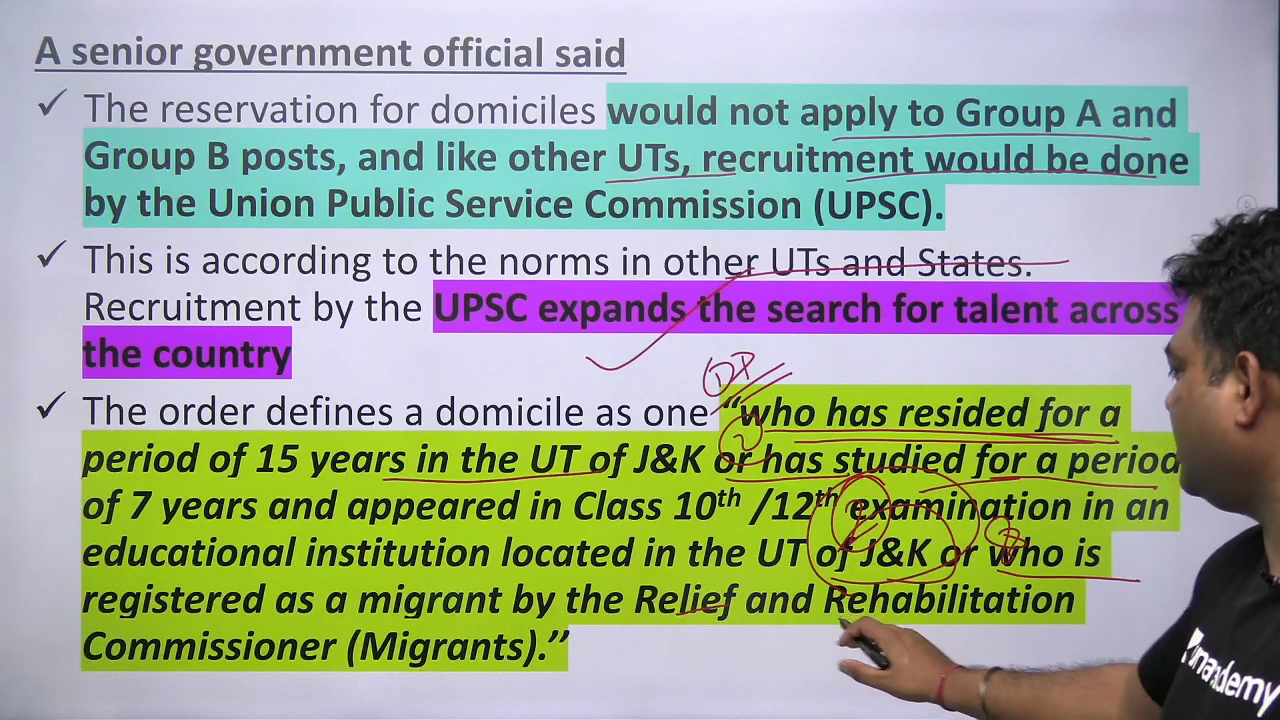 A senior government official said
✓ The reservation for domiciles would not apply to Group A and
Group B posts, and like other UTs, recruitment would be done
by the Union Public Service Commission (UPSC).
✓ This is according to the norms in other UTs and States.
Recruitment by the UPSC expands the search for talent across
the country
✓ The order defines a domicile as one “who has resided for a
period of 15 years in the UT of J&K or has studied for a period
of 7 years and appeared in Class 10th /12th examination in an
educational institution located in the UT of J&K or who is
registered as a migrant by the Relief and Rehabilitation
Commissioner (Migrants).’’
unacademy